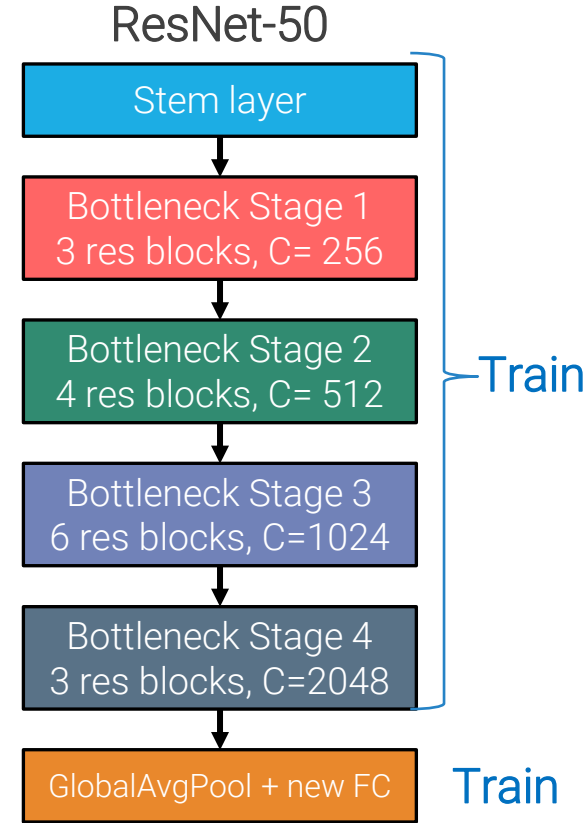 ResNet-50
Stem layer
Bottleneck Stage 1
3 res blocks, C= 256
Bottleneck Stage 2
4 res blocks, C= 512
Train
Bottleneck Stage 3
6 res blocks, C=1024
Bottleneck Stage 4
3 res blocks, C=2048
GlobalAvgPool + new FC
Train